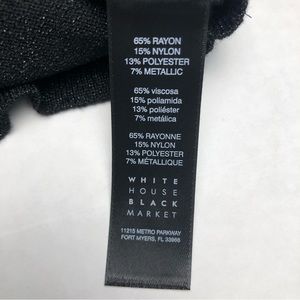 65% RAYON
15% NYLON
13% POLYESTER
7% METALLIC
65% viscosa
15% poliamida
13% poliéster
7% metálica
65% RAYONNE
15% NYLON
13% POLYESTER
7% MÉTALLIQUE
WHITE
HOUSE
BLACK
MARKET
11215 METRO PARKWAY
FORT MYERS, FL 33966